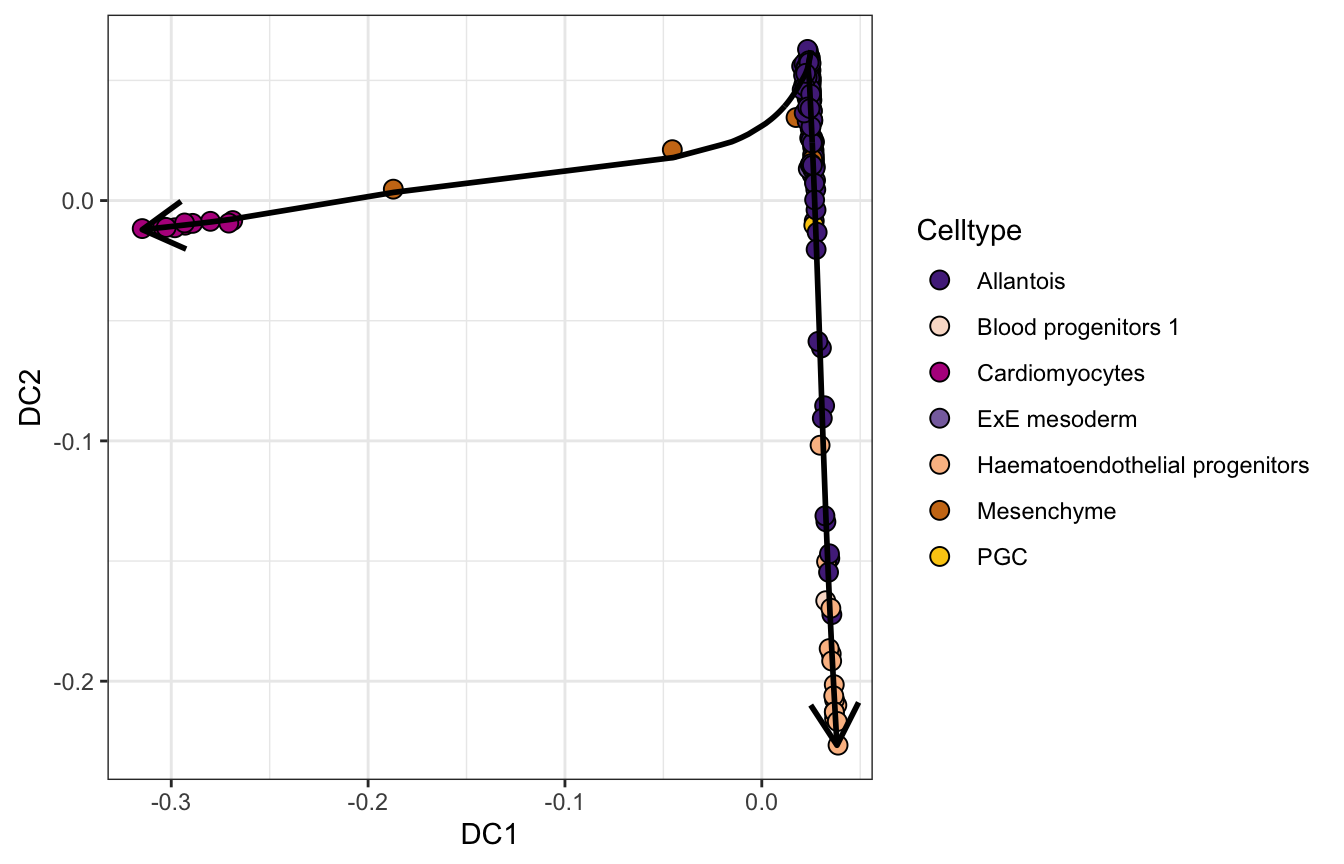 0.0
-0.1
-0.2
DC2
-0.3
-0.2
-0.1
0.0
DC1
Celltype
Allantois
Blood progenitors 1
Cardiomyocytes
ExE mesoderm
Haematoendothelial progenitors
Mesenchyme
PGC